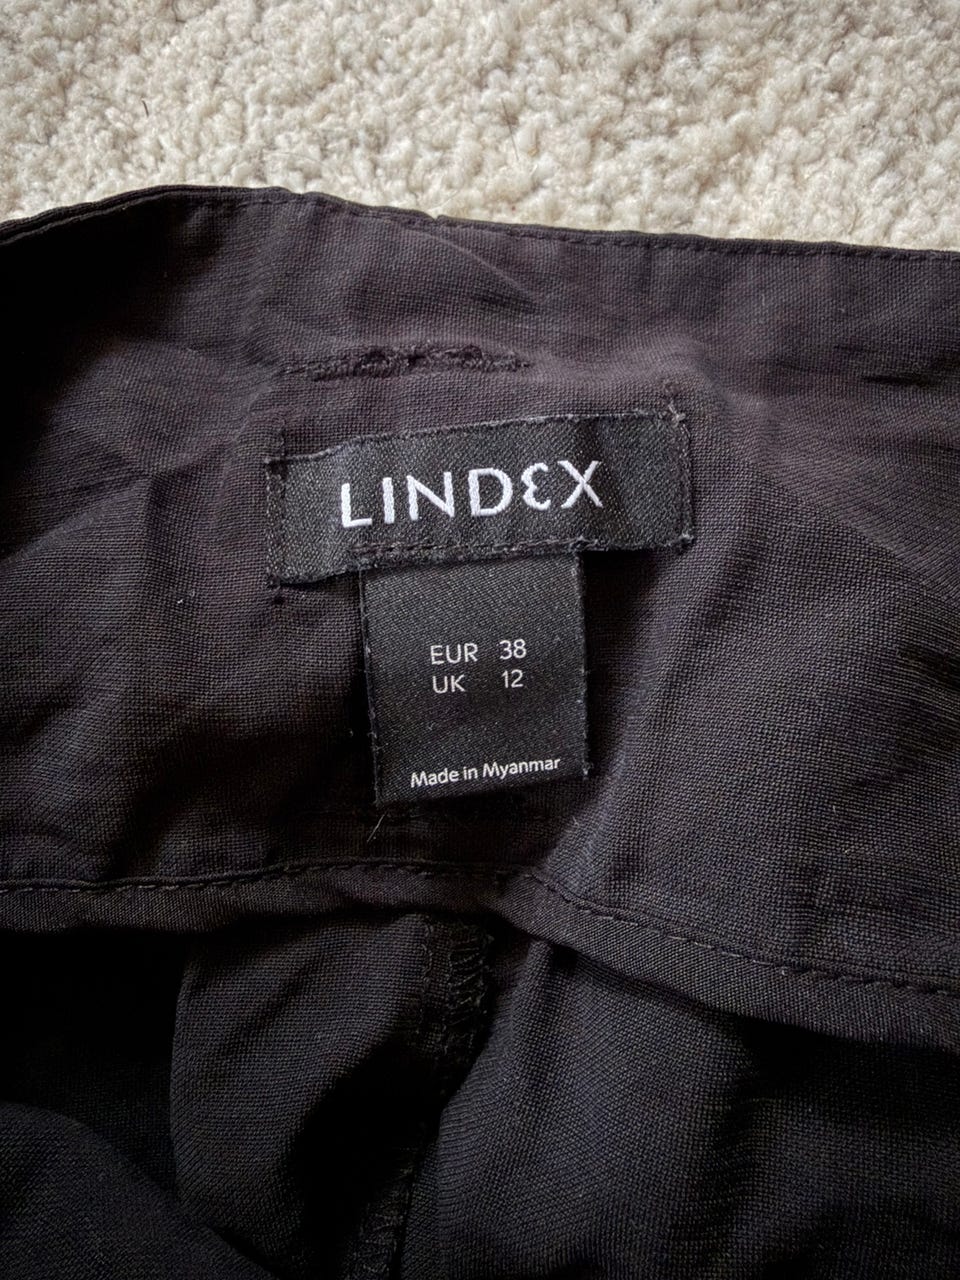 LINDEX
EUR 38
UK 12
Made in Myanmar